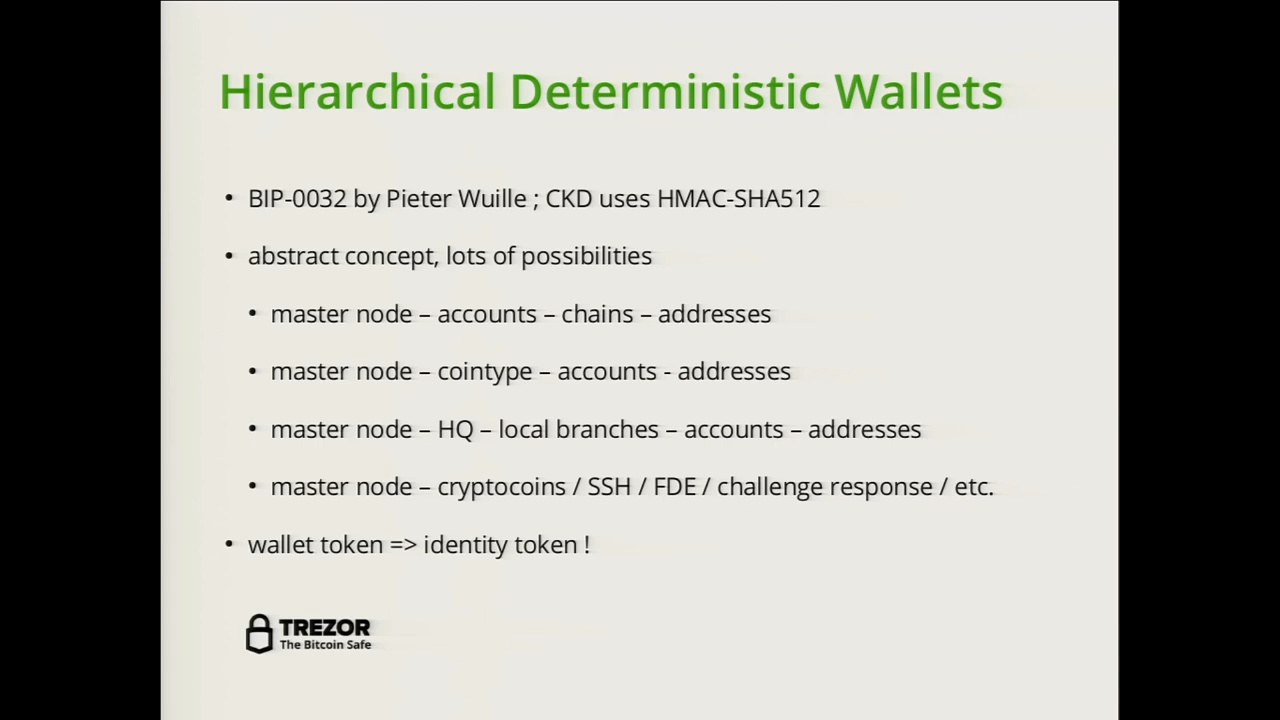 Hierarchical Deterministic Wallets
• BIP-0032 by Pieter Wuille ; CKD uses HMAC-SHA512
• abstract concept, lots of possibilities
• master node – accounts – chains – addresses
• master node – cointype – accounts - addresses
• master node – HQ – local branches – accounts – addresses
• master node – cryptocoins / SSH / FDE / challenge response / etc.
• wallet token => identity token !
TREZOR
The Bitcoin Safe